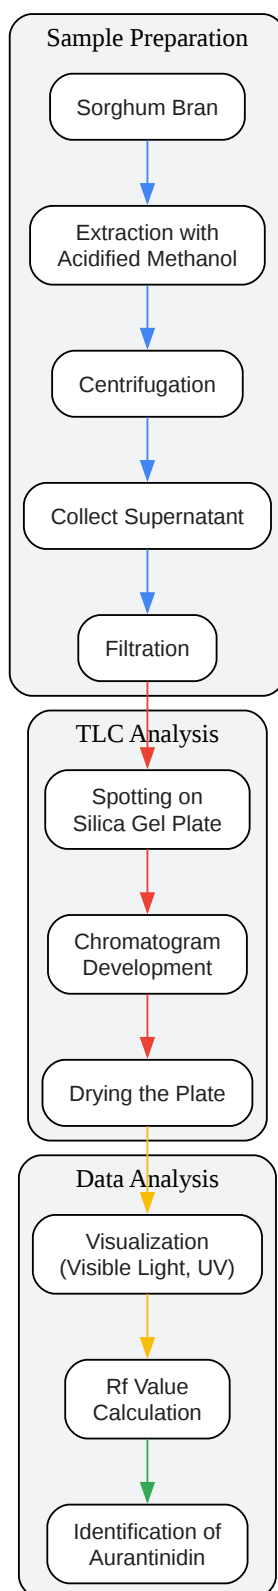 Sample Preparation
Sorghum Bran
Extraction with
Acidified Methanol
Centrifugation
Collect Supernatant
Filtration
TLC Analysis
Spotting on
Silica Gel Plate
Chromatogram
Development
Drying the Plate
Data Analysis
Visualization
(Visible Light, UV)
Rf Value
Calculation
Identification of
Aurantinidin